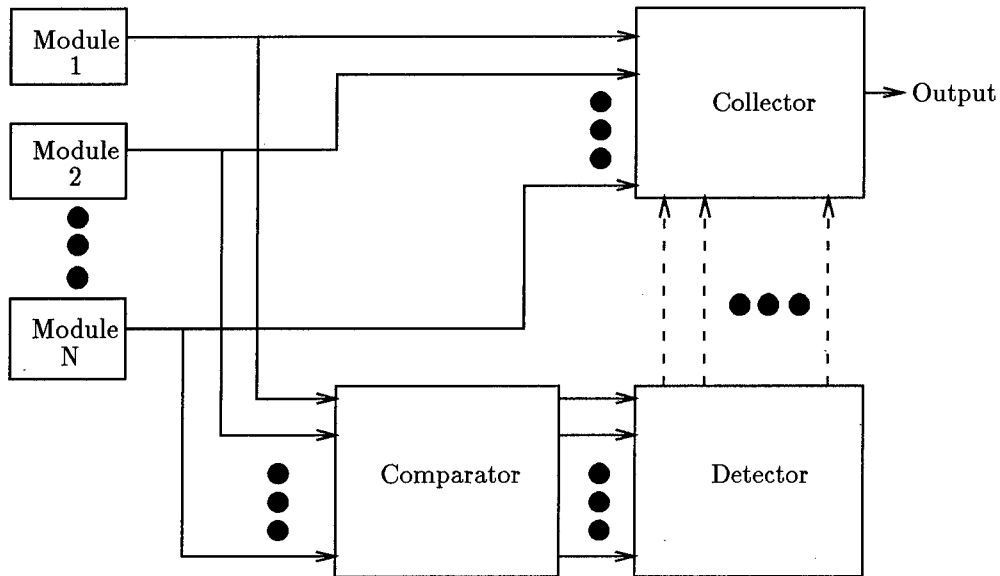 Module
1
Module
2
Module
N
Collector
Output
Comparator
Detector